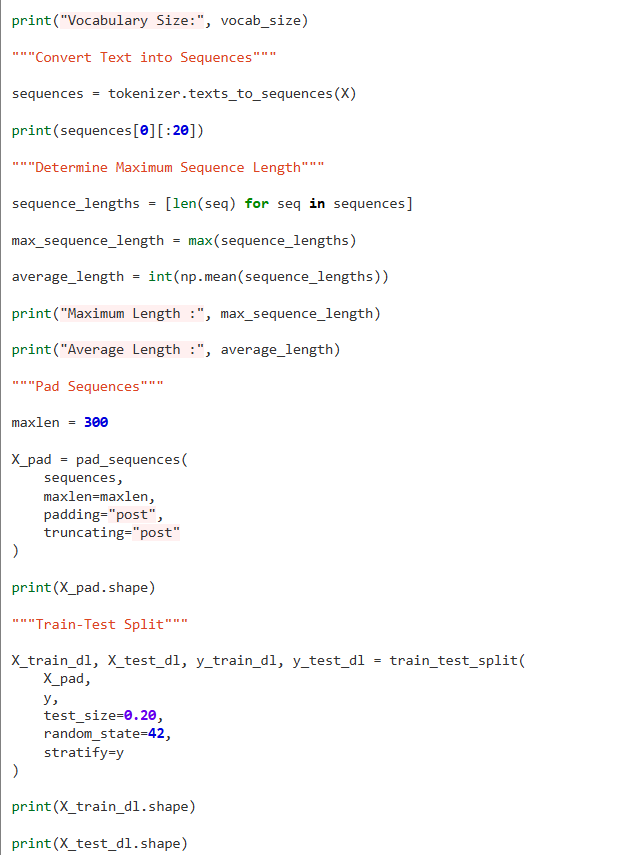 print("Vocabulary Size:", vocab_size)
"""Convert Text into Sequences"""
sequences = tokenizer.texts_to_sequences(X)
print(sequences[0][:20])
"""Determine Maximum Sequence Length"""
sequence_lengths = [len(seq) for seq in sequences]
max_sequence_length = max(sequence_lengths)
average_length = int(np.mean(sequence_lengths))
print("Maximum Length :", max_sequence_length)
print("Average Length :", average_length)
"""Pad Sequences"""
maxlen = 300
X_pad = pad_sequences(
    sequences,
    maxlen=maxlen,
    padding="post",
    truncating="post"
)
print(X_pad.shape)
"""Train-Test Split"""
X_train_dl, X_test_dl, y_train_dl, y_test_dl = train_test_split(
    X_pad,
    y,
    test_size=0.20,
    random_state=42,
    stratify=y
)
print(X_train_dl.shape)
print(X_test_dl.shape)